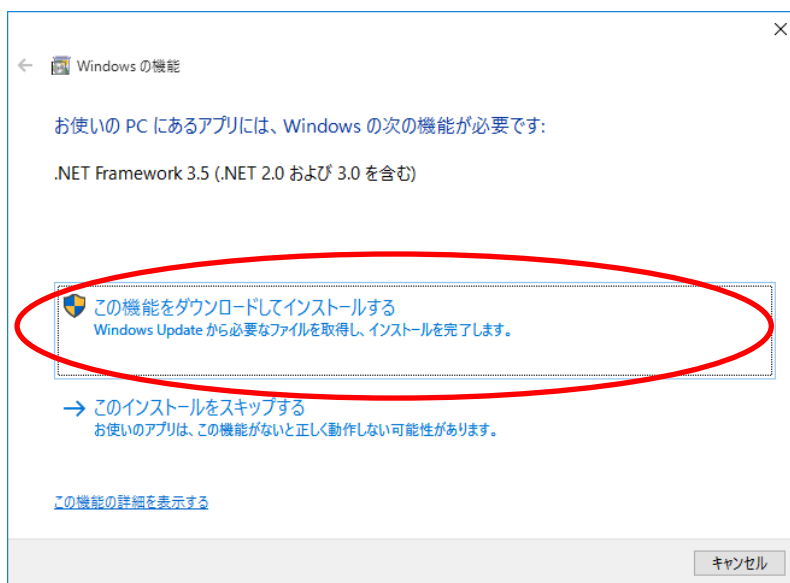 Windows の機能
お使いの PC にあるアプリには、Windows の次の機能が必要です:
.NET Framework 3.5 (.NET 2.0 および 3.0 を含む)
この機能をダウンロードしてインストールする
Windows Update から必要なファイルを取得し、インストールを完了します。
このインストールをスキップする
お使いのアプリは、この機能がないと正しく動作しない可能性があります。
この機能の詳細を表示する
キャンセル